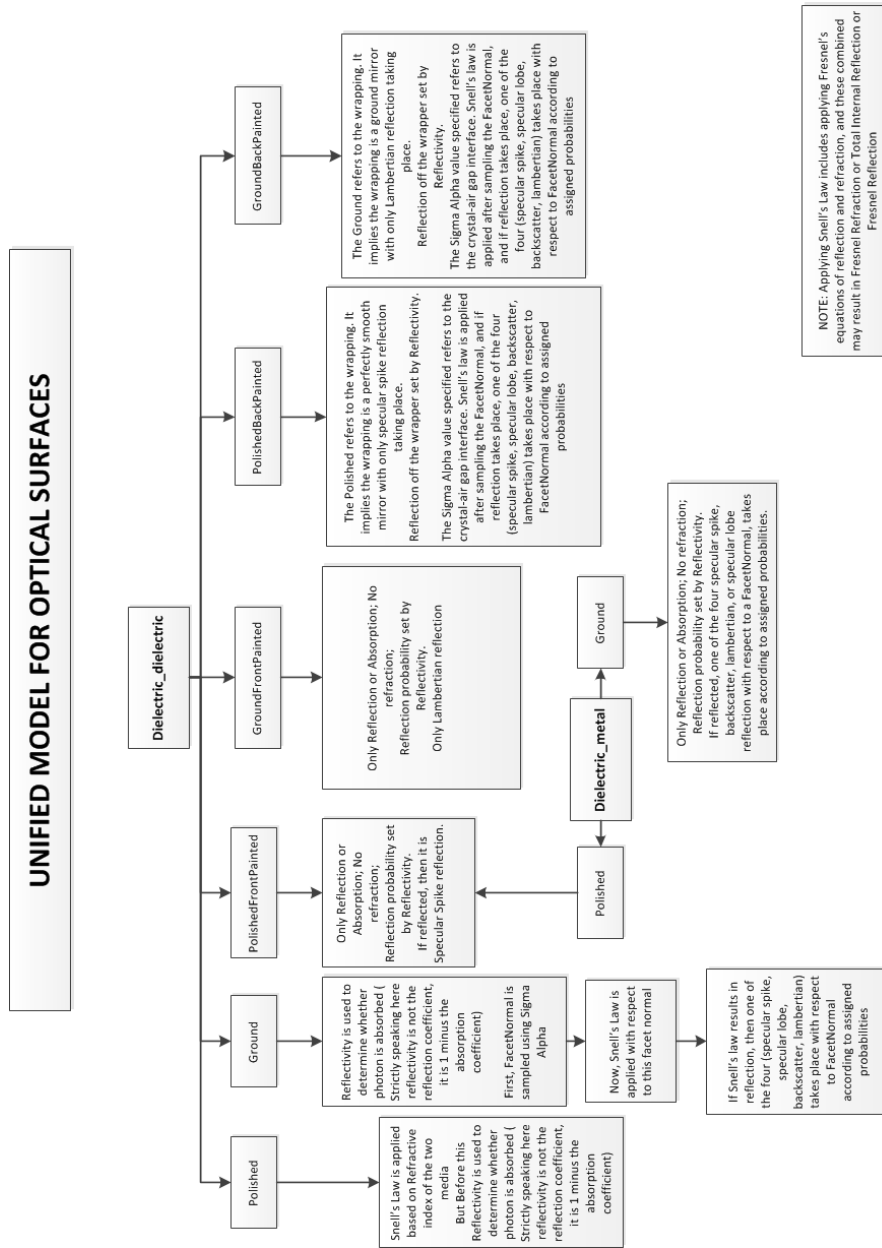 UNIFIED MODEL FOR OPTICAL SURFACES
Dielectric_dielectric
Polished
Snell's Law is applied
based on Refractive
index of the two
media
But Before this
Reflectivity is used to
determine whether
photon is absorbed (
Strictly speaking here
reflectivity is not the
reflection coefficient,
it is 1 minus the
absorption
coefficient)
Ground
Reflectivity is used to
determine whether
photon is absorbed (
Strictly speaking here
reflectivity is not the
reflection coefficient,
it is 1 minus the
absorption
coefficient)
First, FacetNormal is
sampled using Sigma
Alpha
Now, Snell's Law is
applied with respect
to this facet normal
If Snell's law results in
reflection, then one of
the four (specular spike,
specular lobe,
backscatter, lambertian)
takes place with respect
to FacetNormal
according to assigned
probabilities
PolishedFrontPainted
Only Reflection or
Absorption; No
refraction;
Reflection probability set
by Reflectivity.
If reflected, then it is
Specular Spike reflection.
GroundFrontPainted
Only Reflection or Absorption; No
refraction;
Reflection probability set by
Reflectivity.
Only Lambertian reflection
PolishedBackPainted
The Polished refers to the wrapping. It
implies the wrapping is a perfectly smooth
mirror with only specular spike reflection
taking place.
Reflection off the wrapper set by Reflectivity.
The Sigma Alpha value specified refers to the
crystal-air gap interface. Snell's law is applied
after sampling the FacetNormal, and if
reflection takes place, one of the four
(specular spike, specular lobe, backscatter,
lambertian) takes place with respect to
FacetNormal according to assigned
probabilities
GroundBackPainted
The Ground refers to the wrapping. It
implies the wrapping is a ground mirror
with only Lambertian reflection taking
place.
Reflection off the wrapper set by
Reflectivity.
The Sigma Alpha value specified refers to
the crystal-air gap interface. Snell's law is
applied after sampling the FacetNormal,
and if reflection takes place, one of the
four (specular spike, specular lobe,
backscatter, lambertian) takes place with
respect to FacetNormal according to
assigned probabilities
Dielectric_metal
Polished
Ground
Only Reflection or Absorption; No refraction;
Reflection probability set by Reflectivity.
If reflected, one of the four specular spike,
backscatter, lambertian, or specular lobe
reflection with respect to a FacetNormal, takes
place according to assigned probabilities.
NOTE: Applying Snell's Law includes applying Fresnel's
equations of reflection and refraction, and these combined
may result in Fresnel Refraction or Total Internal Reflection or
Fresnel Reflection